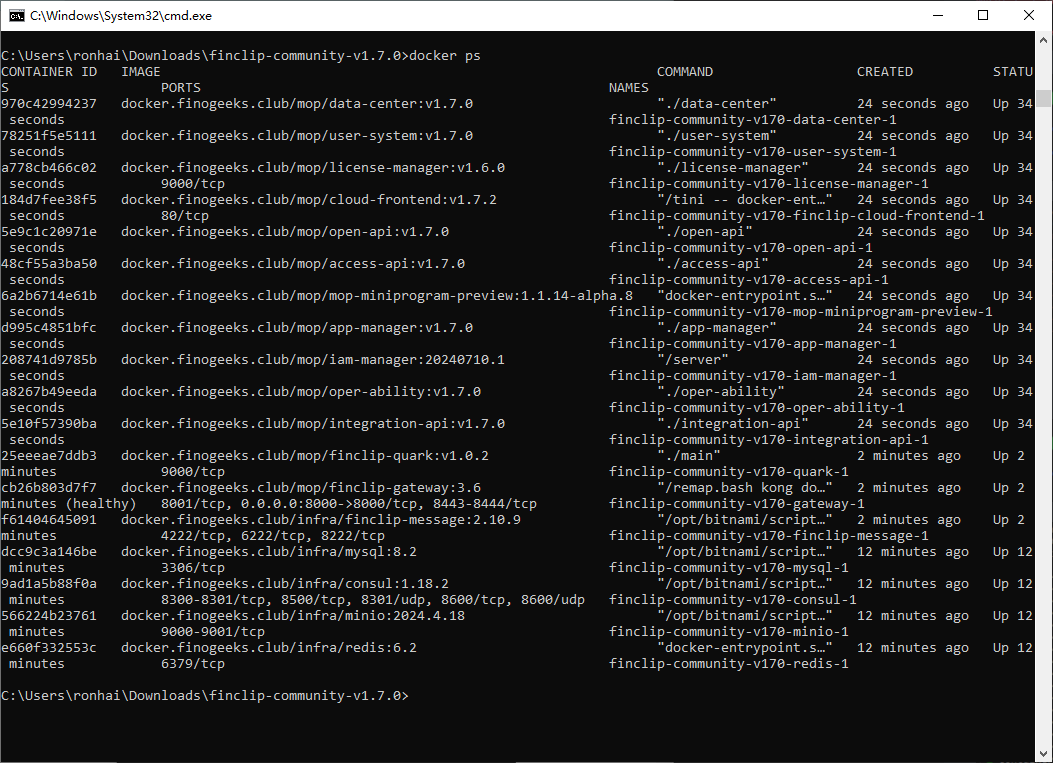 C:\Windows\System32\cmd.exe
C:\Users\ronhai\Downloads\finclip-community-v1.7.0>docker ps
CONTAINER ID   IMAGE                                                              COMMAND                  CREATED          STATU
S                   PORTS                                                   NAMES
970c42994237   docker.finogeeks.club/mop/data-center:v1.7.0                       "./data-center"          24 seconds ago   Up 34
 seconds                                                                    finclip-community-v170-data-center-1
78251f5e5111   docker.finogeeks.club/mop/user-system:v1.7.0                       "./user-system"          24 seconds ago   Up 34
 seconds                                                                    finclip-community-v170-user-system-1
a778cb466c02   docker.finogeeks.club/mop/license-manager:v1.6.0                   "./license-manager"      24 seconds ago   Up 34
 seconds            9000/tcp                                                finclip-community-v170-license-manager-1
184d7fee38f5   docker.finogeeks.club/mop/cloud-frontend:v1.7.2                    "/tini -- docker-ent…"   24 seconds ago   Up 34
 seconds            80/tcp                                                  finclip-community-v170-finclip-cloud-frontend-1
5e9c1c20971e   docker.finogeeks.club/mop/open-api:v1.7.0                          "./open-api"             24 seconds ago   Up 34
 seconds                                                                    finclip-community-v170-open-api-1
48cf55a3ba50   docker.finogeeks.club/mop/access-api:v1.7.0                        "./access-api"           24 seconds ago   Up 34
 seconds                                                                    finclip-community-v170-access-api-1
6a2b6714e61b   docker.finogeeks.club/mop/mop-miniprogram-preview:1.1.14-alpha.8   "docker-entrypoint.s…"   24 seconds ago   Up 34
 seconds                                                                    finclip-community-v170-mop-miniprogram-preview-1
d995c4851bfc   docker.finogeeks.club/mop/app-manager:v1.7.0                       "./app-manager"          24 seconds ago   Up 34
 seconds                                                                    finclip-community-v170-app-manager-1
208741d9785b   docker.finogeeks.club/mop/iam-manager:20240710.1                   "/server"                24 seconds ago   Up 34
 seconds                                                                    finclip-community-v170-iam-manager-1
a8267b49eeda   docker.finogeeks.club/mop/oper-ability:v1.7.0                      "./oper-ability"         24 seconds ago   Up 34
 seconds                                                                    finclip-community-v170-oper-ability-1
5e10f57390ba   docker.finogeeks.club/mop/integration-api:v1.7.0                   "./integration-api"      24 seconds ago   Up 34
 seconds                                                                    finclip-community-v170-integration-api-1
25eeeae7ddb3   docker.finogeeks.club/mop/finclip-quark:v1.0.2                     "./main"                 2 minutes ago    Up 2
minutes             9000/tcp                                                finclip-community-v170-quark-1
cb26b803d7f7   docker.finogeeks.club/mop/finclip-gateway:3.6                      "/remap.bash kong do…"   2 minutes ago    Up 2
minutes (healthy)   8001/tcp, 0.0.0.0:8000->8000/tcp, 8443-8444/tcp         finclip-community-v170-gateway-1
f61404645091   docker.finogeeks.club/infra/finclip-message:2.10.9                 "/opt/bitnami/script…"   2 minutes ago    Up 2
minutes             4222/tcp, 6222/tcp, 8222/tcp                            finclip-community-v170-finclip-message-1
dcc9c3a146be   docker.finogeeks.club/infra/mysql:8.2                              "/opt/bitnami/script…"   12 minutes ago   Up 12
 minutes            3306/tcp                                                finclip-community-v170-mysql-1
9ad1a5b88f0a   docker.finogeeks.club/infra/consul:1.18.2                          "/opt/bitnami/script…"   12 minutes ago   Up 12
 minutes            8300-8301/tcp, 8500/tcp, 8301/udp, 8600/tcp, 8600/udp   finclip-community-v170-consul-1
566224b23761   docker.finogeeks.club/infra/minio:2024.4.18                        "/opt/bitnami/script…"   12 minutes ago   Up 12
 minutes            9000-9001/tcp                                           finclip-community-v170-minio-1
e660f332553c   docker.finogeeks.club/infra/redis:6.2                              "docker-entrypoint.s…"   12 minutes ago   Up 12
 minutes            6379/tcp                                                finclip-community-v170-redis-1
C:\Users\ronhai\Downloads\finclip-community-v1.7.0>